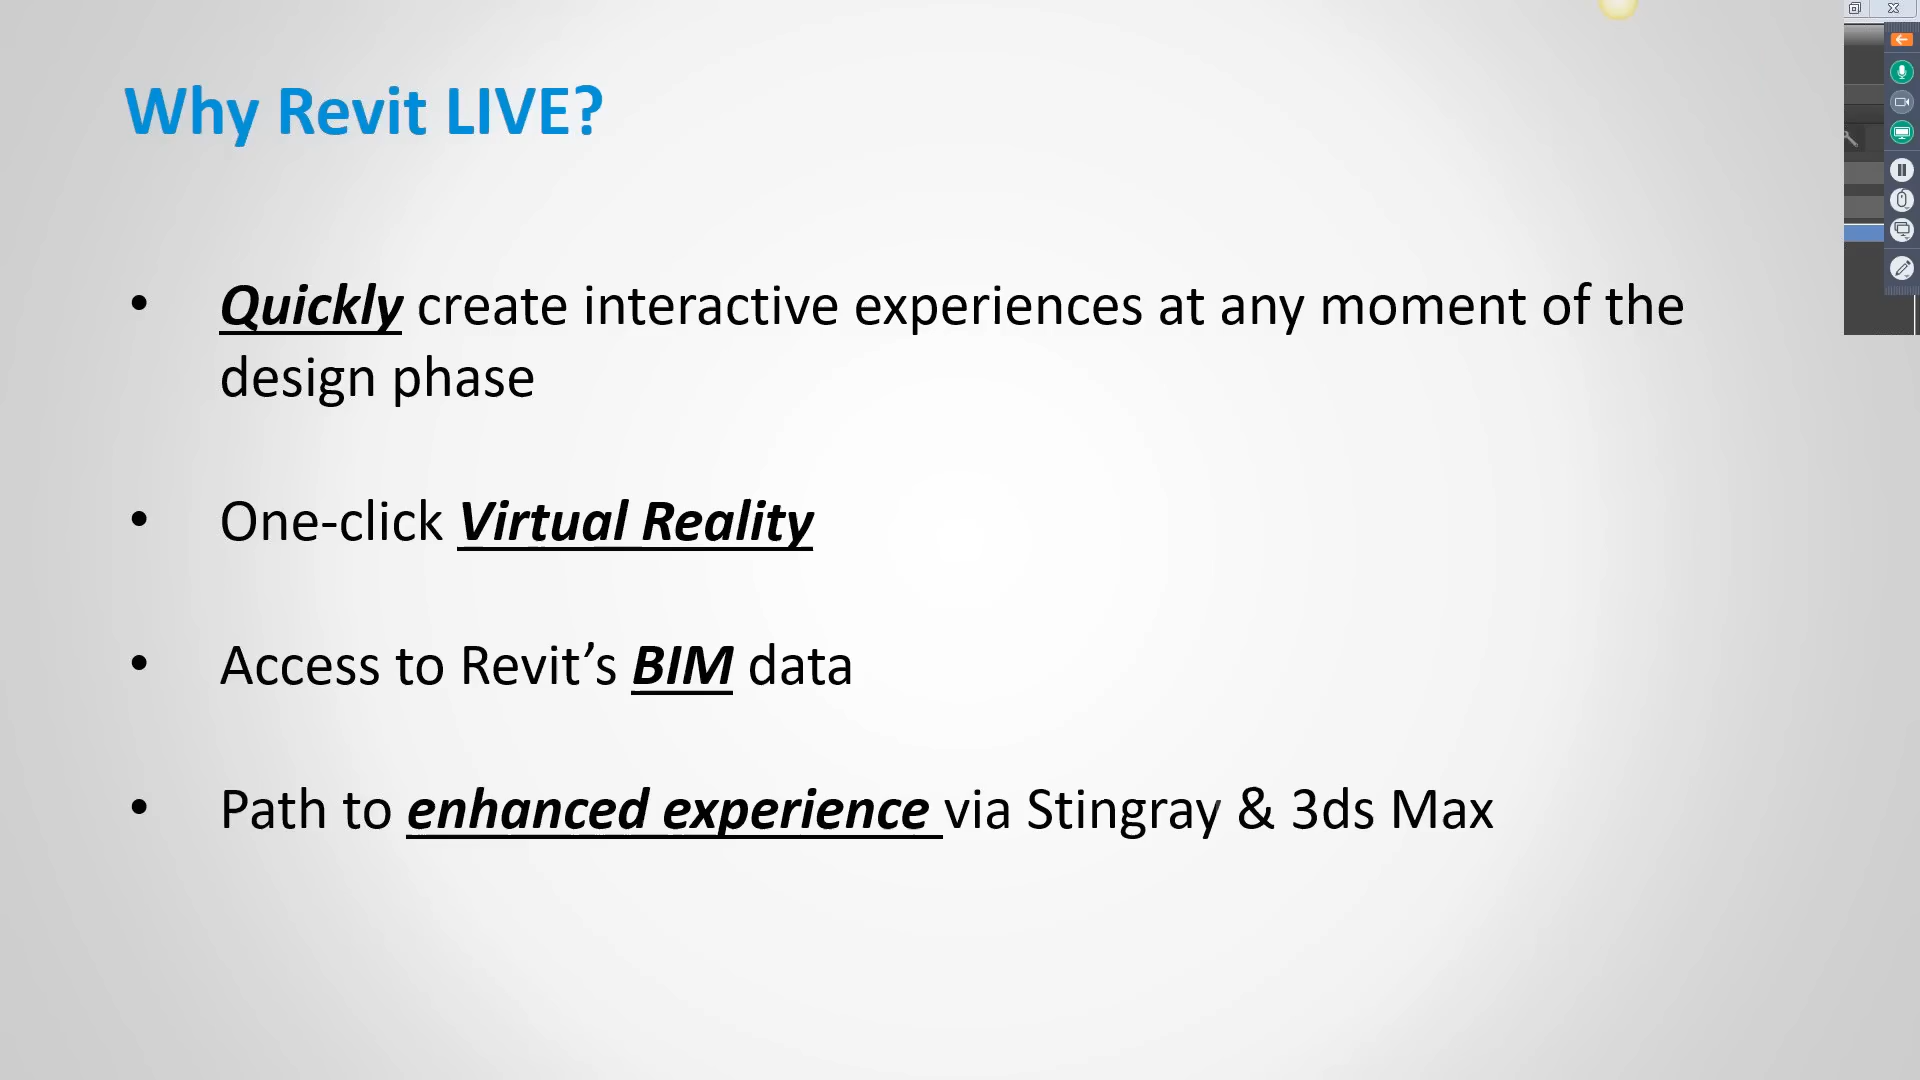 Why Revit LIVE?
• Quickly create interactive experiences at any moment of the
design phase
• One-click Virtual Reality
• Access to Revit’s BIM data
• Path to enhanced experience via Stingray & 3ds Max